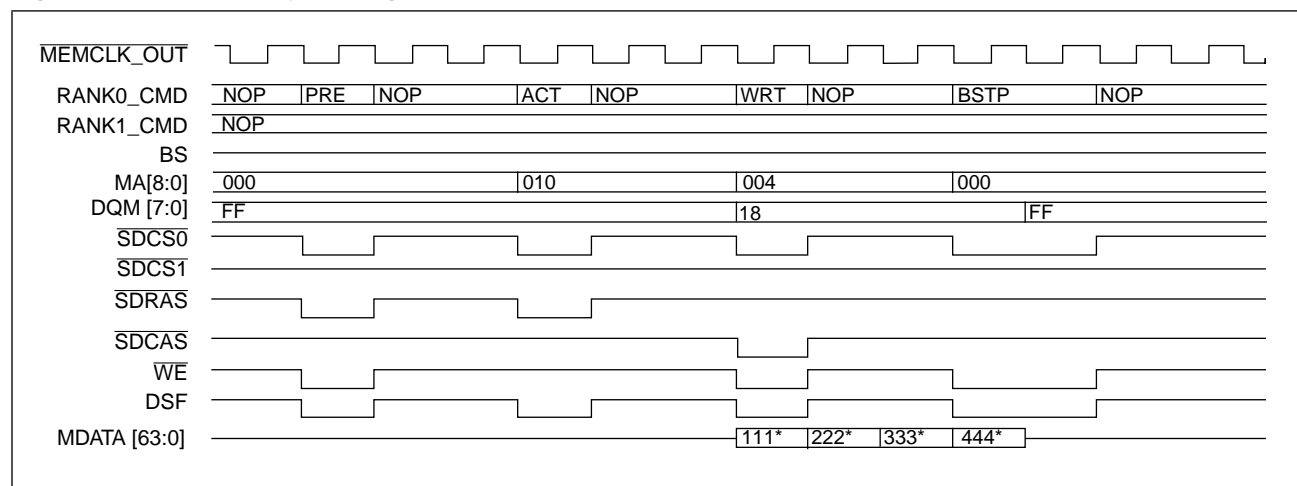 MEMCLK_OUT
RANK0_CMD NOP PRE NOP ACT NOP WRT NOP BSTP NOP
RANK1_CMD NOP
BS
MA[8:0] 000 010 004 000
DQM [7:0] FF 18 FF
SDCS0
SDCS1
SDRAS
SDCAS
WE
DSF
MDATA [63:0] 111* 222* 333* 444*